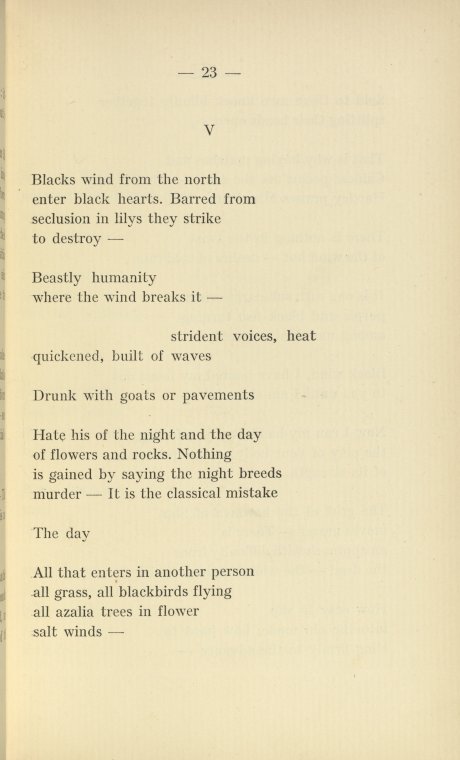 — 23 —
V
Blacks wind from the north
enter black hearts. Barred from
seclusion in lilys they strike
to destroy —
Beastly humanity
where the wind breaks it —
strident voices, heat
quickened, built of waves
Drunk with goats or pavements
Hate his of the night and the day
of flowers and rocks. Nothing
is gained by saying the night breeds
murder — It is the classical mistake
The day
All that enters in another person
all grass, all blackbirds flying
all azalia trees in flower
salt winds —